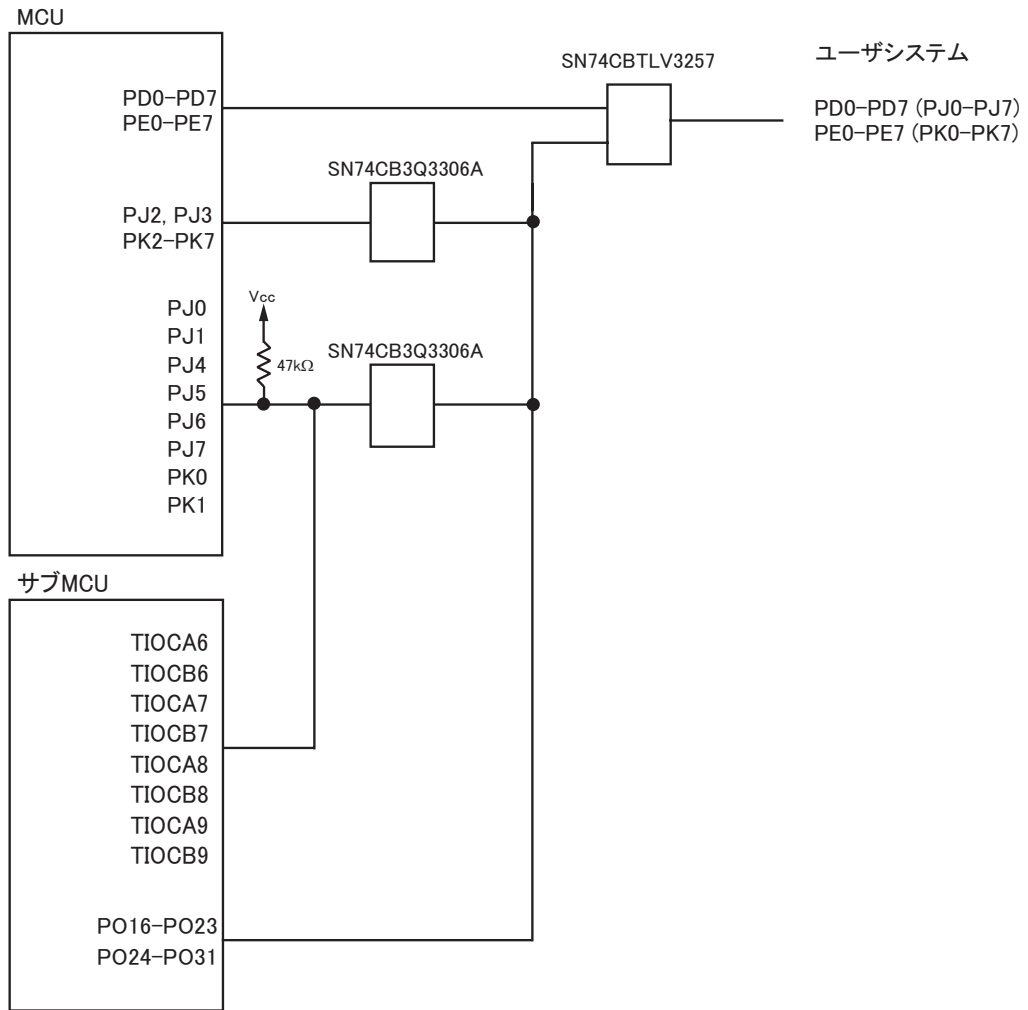 MCU
SN74CBTLV3257
ユーザシステム
PD0-PD7
PE0-PE7
PD0-PD7 (PJ0-PJ7)
PE0-PE7 (PK0-PK7)
SN74CB3Q3306A
PJ2, PJ3
PK2-PK7
Vcc
47kΩ
SN74CB3Q3306A
PJ0
PJ1
PJ4
PJ5
PJ6
PJ7
PK0
PK1
サブMCU
TIOCA6
TIOCB6
TIOCA7
TIOCB7
TIOCA8
TIOCB8
TIOCA9
TIOCB9
PO16-PO23
PO24-PO31